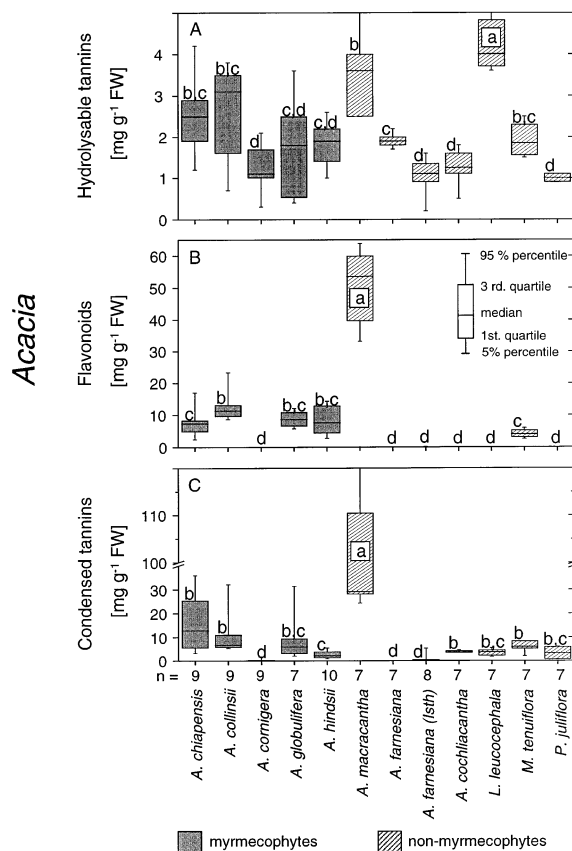 Acacia
Hydrolysable tannins
[mg g-1 FW]
A
5
4
3
2
1
0
b,c
b,c
d
c,d
c,d
b
c
d
c,d
a
b,c
d
Flavonoids
[mg g-1 FW]
B
60
50
40
30
20
10
0
c
b
d
b,c
b,c
a
d
d
d
d
c
d
95 % percentile
3 rd. quartile
median
1st. quartile
5% percentile
Condensed tannins
[mg g-1 FW]
C
110
100
30
20
10
0
b
b
d
b,c
c
a
d
d
b
b,c
b
b,c
n = 9 9 9 7 10 7 7 8 7 7 7 7
A. chiapensis
A. collinsii
A. cornigera
A. globulifera
A. hindsii
A. macracantha
A. farnesiana
A. farnesiana (Isth)
A. cochliacantha
L. leucocephala
M. tenuiflora
P. juliflora
myrmecophytes
non-myrmecophytes